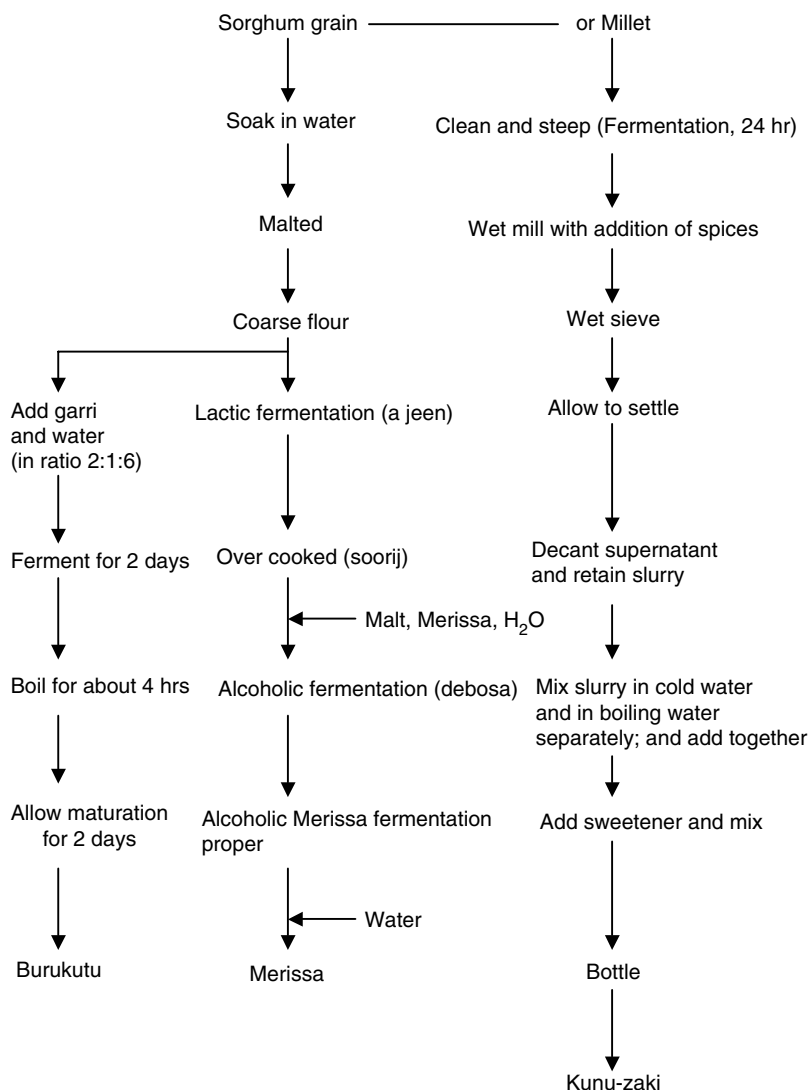 Sorghum grain
or Millet
Soak in water
Clean and steep (Fermentation, 24 hr)
Malted
Wet mill with addition of spices
Coarse flour
Wet sieve
Add garri
and water
(in ratio 2:1:6)
Lactic fermentation (a jeen)
Allow to settle
Ferment for 2 days
Over cooked (soorij)
Decant supernatant
and retain slurry
Malt, Merissa, H₂O
Boil for about 4 hrs
Alcoholic fermentation (debosa)
Mix slurry in cold water
and in boiling water
separately; and add together
Allow maturation
for 2 days
Alcoholic Merissa fermentation
proper
Add sweetener and mix
Water
Burukutu
Merissa
Bottle
Kunu-zaki